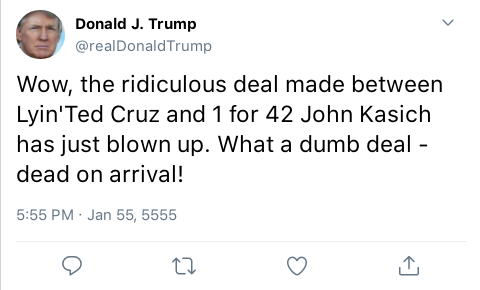 Donald J. Trump
@realDonaldTrump
Wow, the ridiculous deal made between
Lyin'Ted Cruz and 1 for 42 John Kasich
has just blown up. What a dumb deal -
dead on arrival!
5:55 PM · Jan 55, 5555